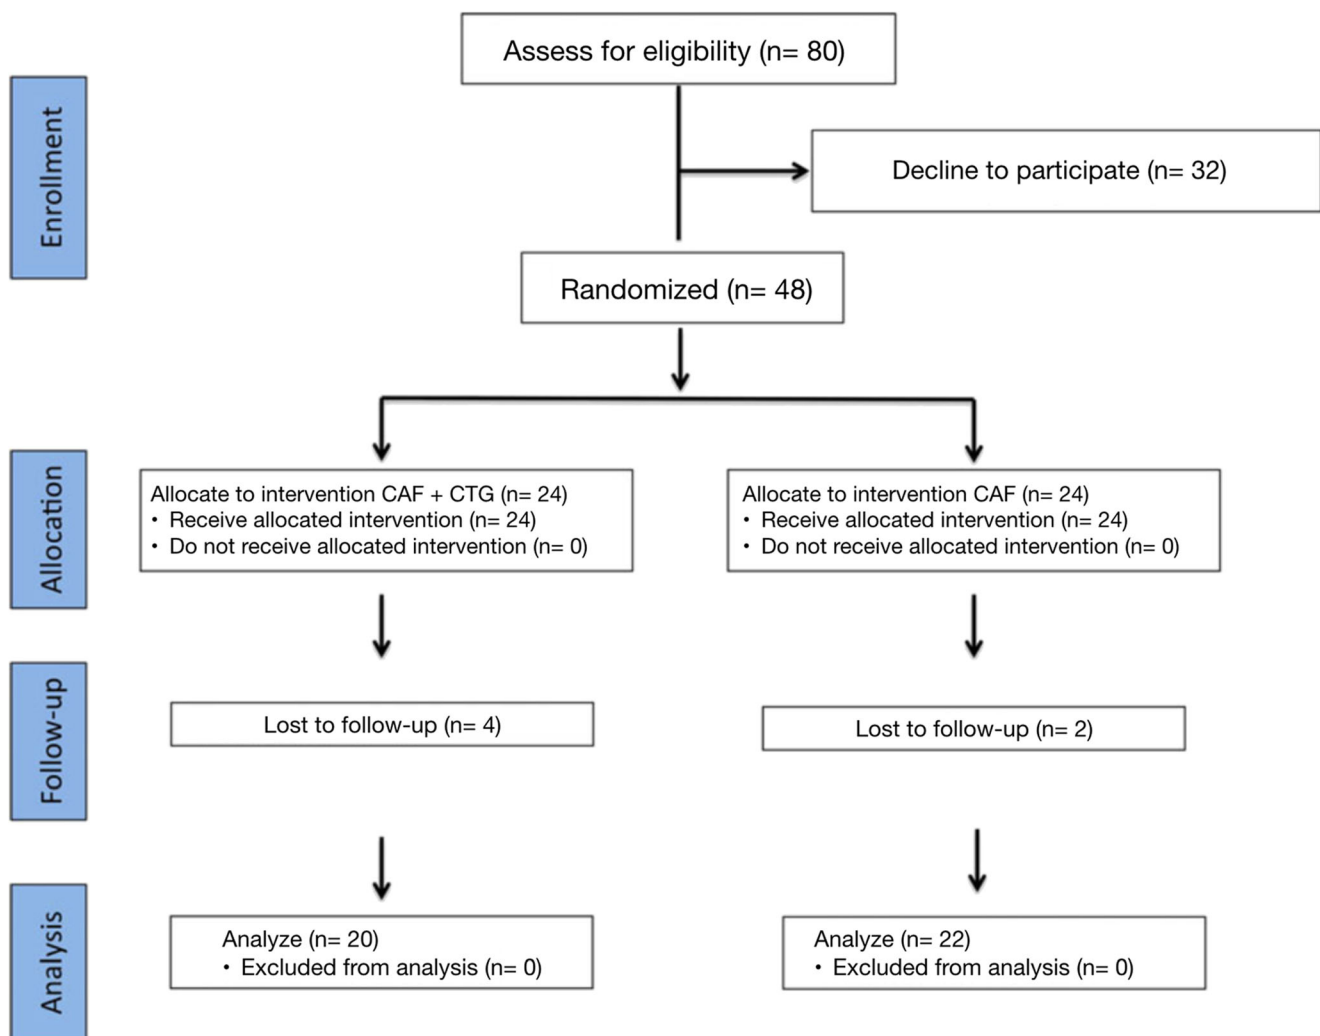 Assess for eligibility (n= 80)
Enrollment
Decline to participate (n= 32)
Randomized (n= 48)
Allocation
Allocate to intervention CAF + CTG (n= 24)
• Receive allocated intervention (n= 24)
• Do not receive allocated intervention (n= 0)
Allocate to intervention CAF (n= 24)
• Receive allocated intervention (n= 24)
• Do not receive allocated intervention (n= 0)
Follow-up
Lost to follow-up (n= 4)
Lost to follow-up (n= 2)
Analysis
Analyze (n= 20)
• Excluded from analysis (n= 0)
Analyze (n= 22)
• Excluded from analysis (n= 0)